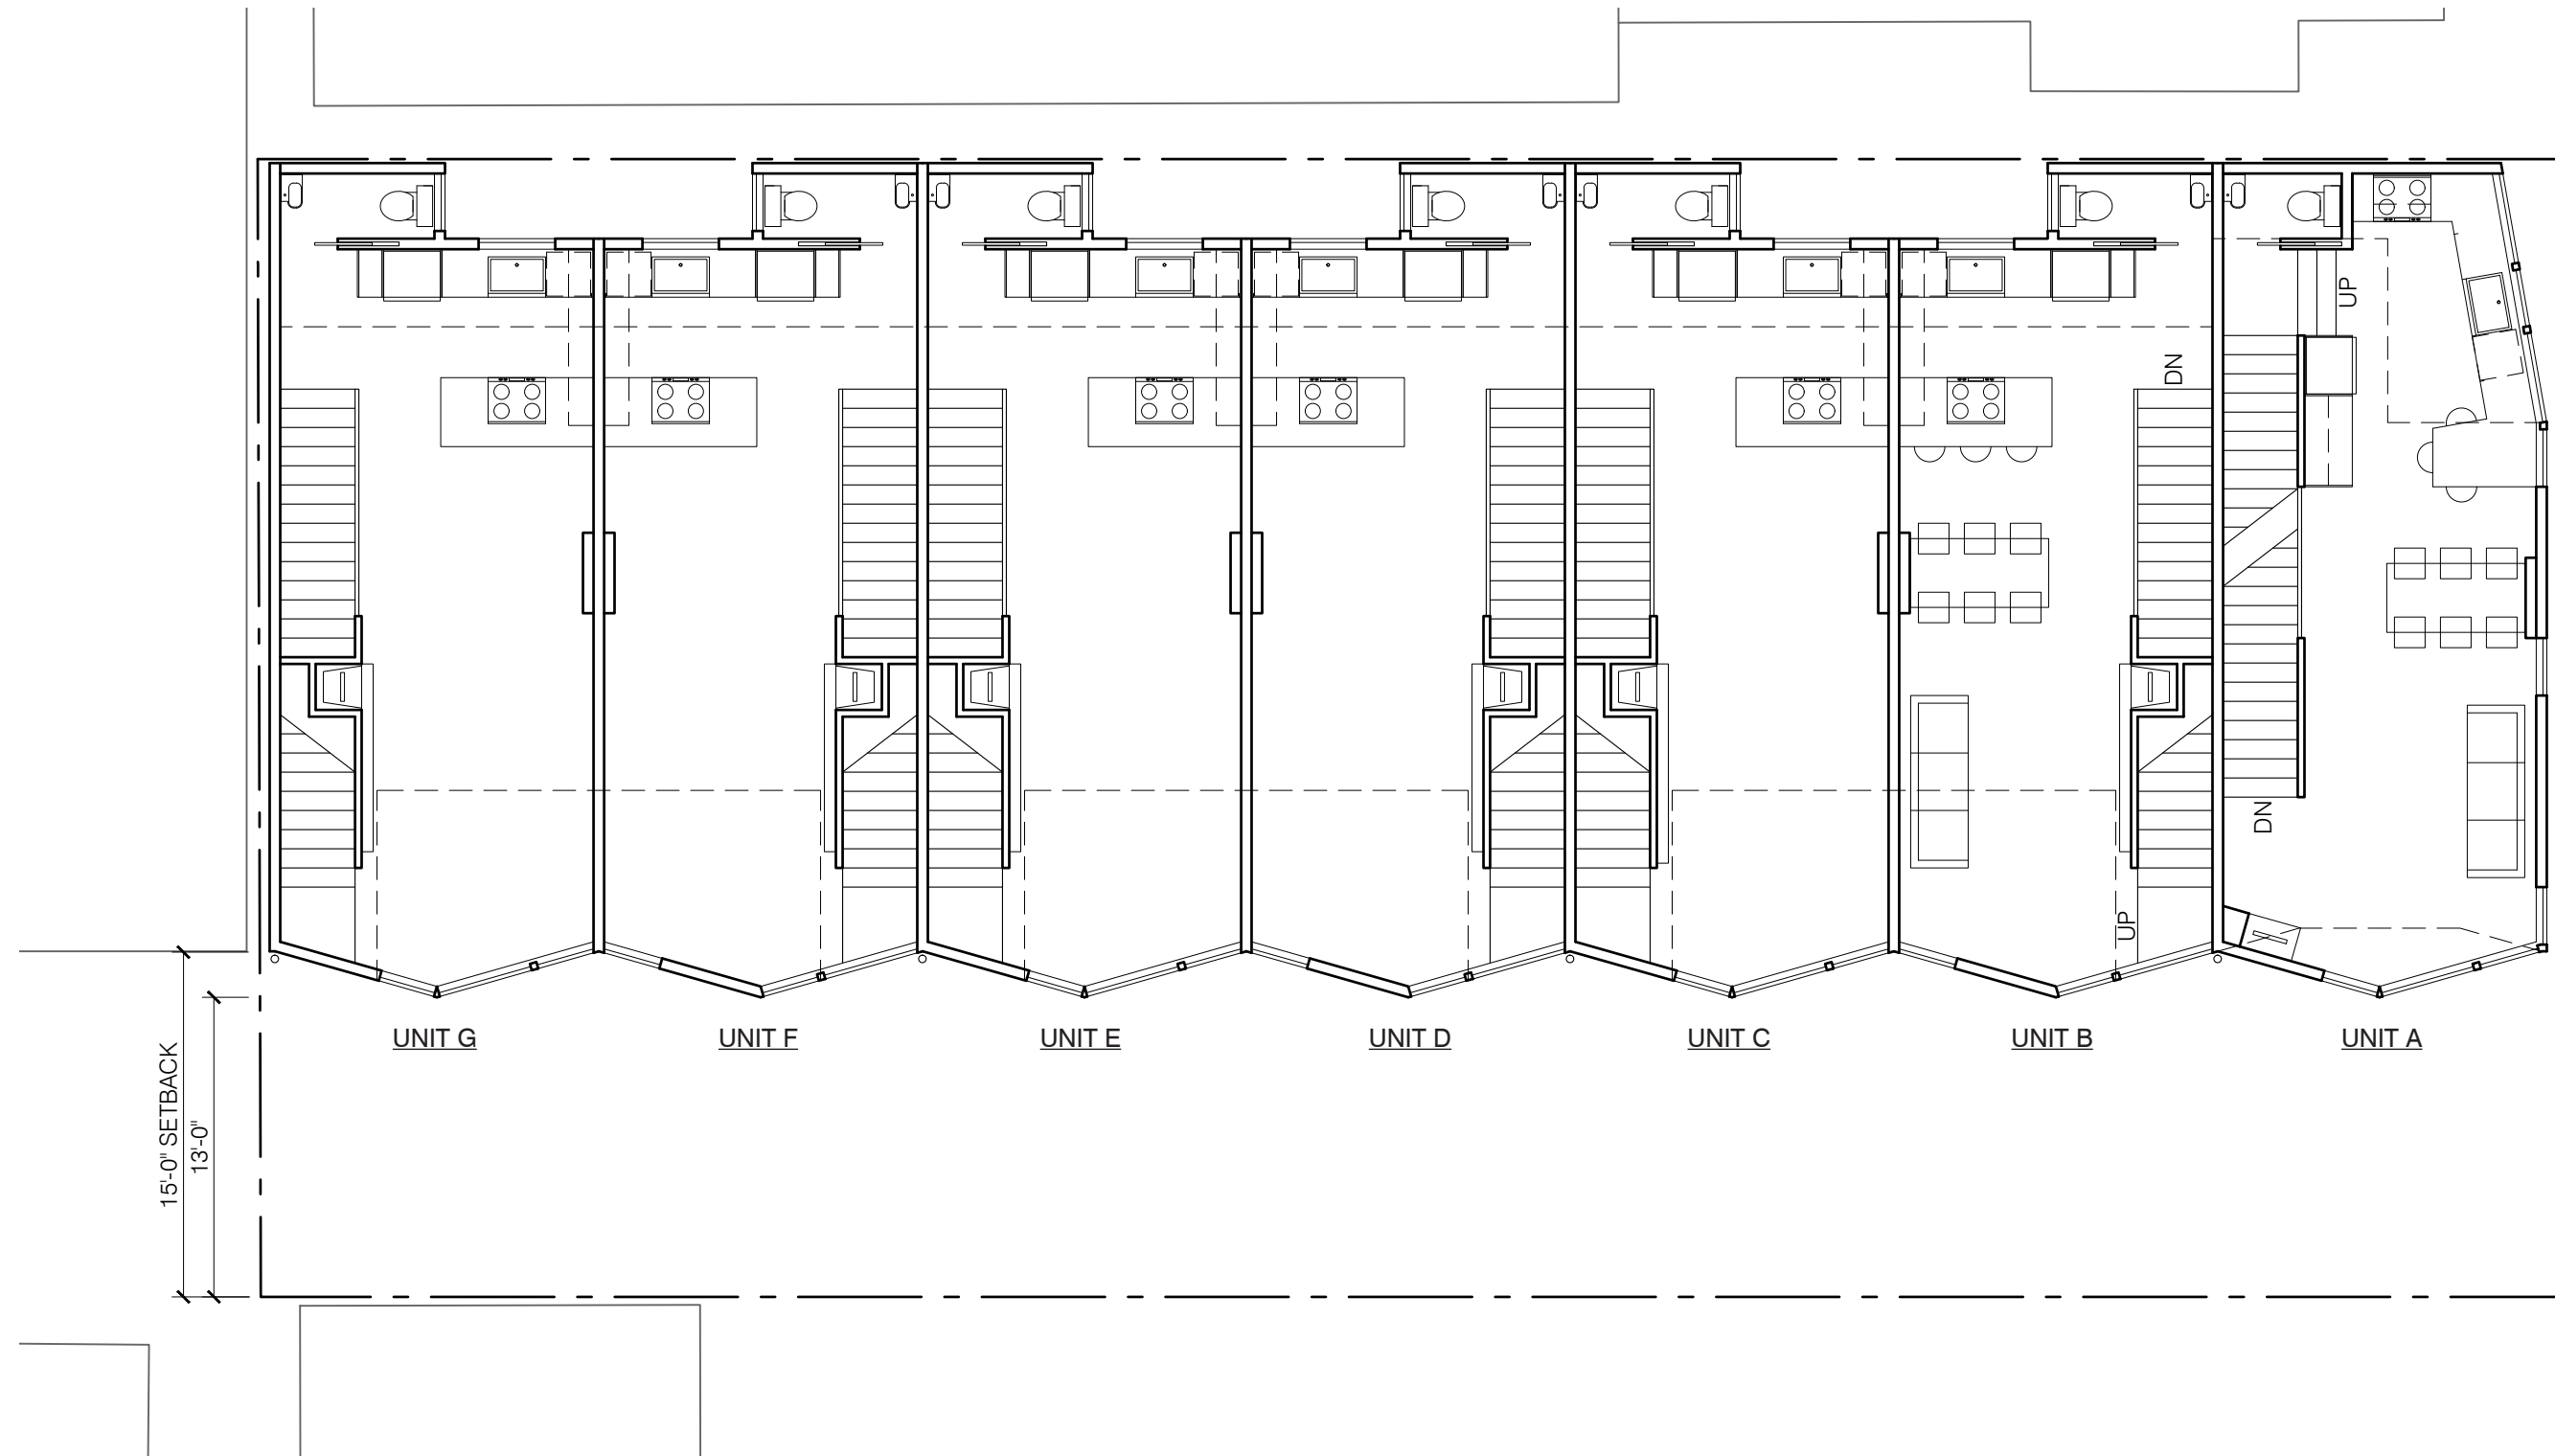 UP
DN
DN
UP
UNIT G
UNIT F
UNIT E
UNIT D
UNIT C
UNIT B
UNIT A
15'-0" SETBACK
13'-0"